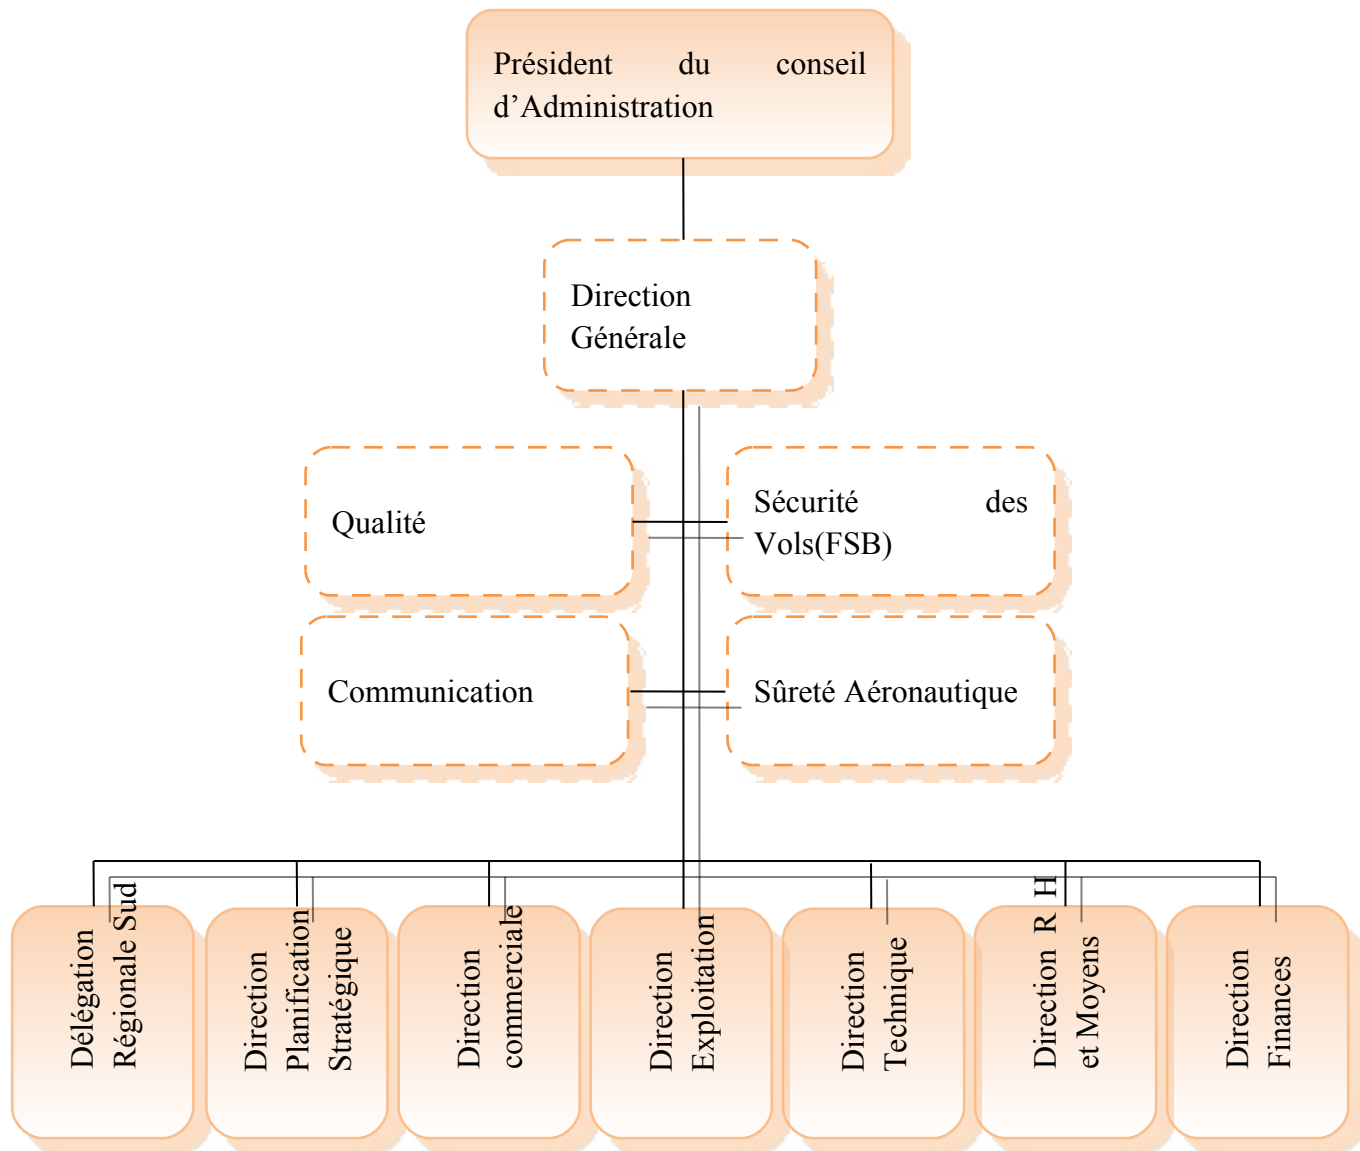 Président du conseil
d’Administration
Direction
Générale
Qualité
Sécurité des
Vols(FSB)
Communication
Sûreté Aéronautique
Délégation
Régionale Sud
Direction
Planification
Stratégique
Direction
commerciale
Direction
Exploitation
Direction
Technique
Direction R H
et Moyens
Direction
Finances